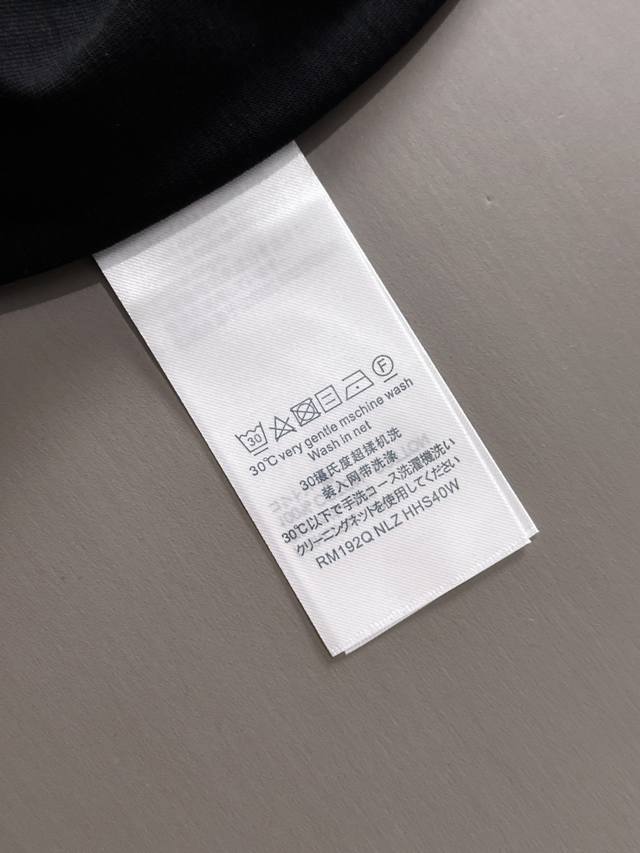 30 F
30℃ very gentle mschine wash
Wash in net
30攝氏度超揉机洗
装入网带洗涤
30℃以下で手洗コース洗濯機洗い
クリーニングネットを使用してください
RM192Q NLZ HHS40W